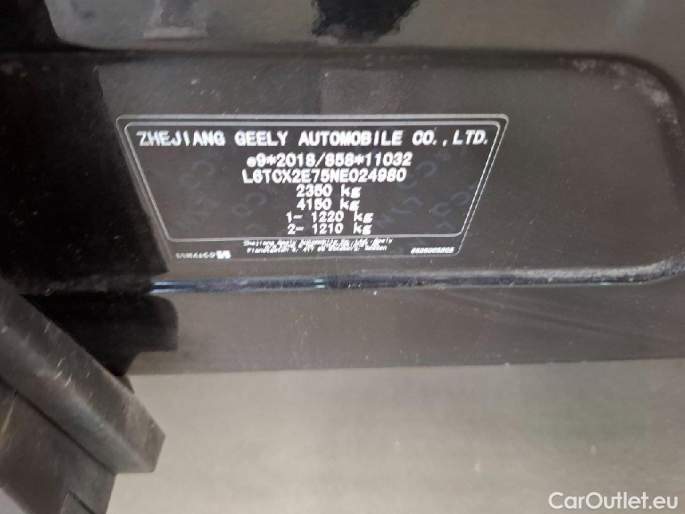 ZHEJIANG GEELY AUTOMOBILE CO.,LTD.
e9*2018/858*11032
L6TCX2E75NE024980
2350 kg
4150 kg
1- 1220 kg
2- 1210 kg
CarOutlet.eu